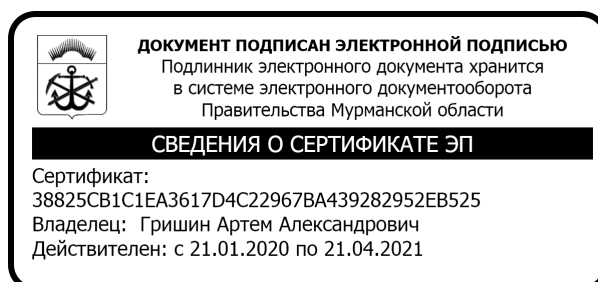 ДОКУМЕНТ ПОДПИСАН ЭЛЕКТРОННОЙ ПОДПИСЬЮ
Подлинник электронного документа хранится
в системе электронного документооборота
Правительства Мурманской области
СВЕДЕНИЯ О СЕРТИФИКАТЕ ЭП
Сертификат:
38825CB1C1EA3617D4C22967BA439282952EB525
Владелец: Гришин Артем Александрович
Действителен: с 21.01.2020 по 21.04.2021